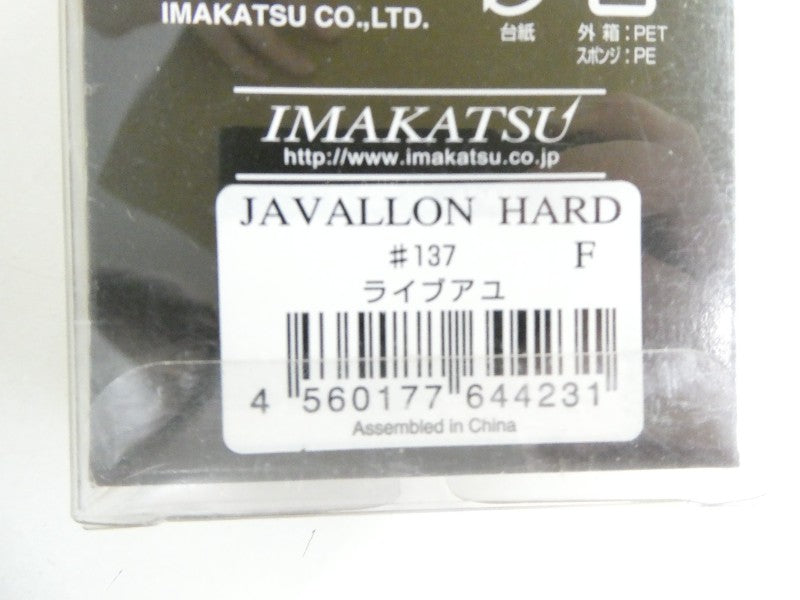 IMAKATSU CO.,LTD.
台紙
外箱:PET
スポンジ:PE
IMAKATSU
http://www.imakatsu.co.jp
JAVALLON HARD
#137 F
ライブアユ
4 560177 644231
Assembled in China